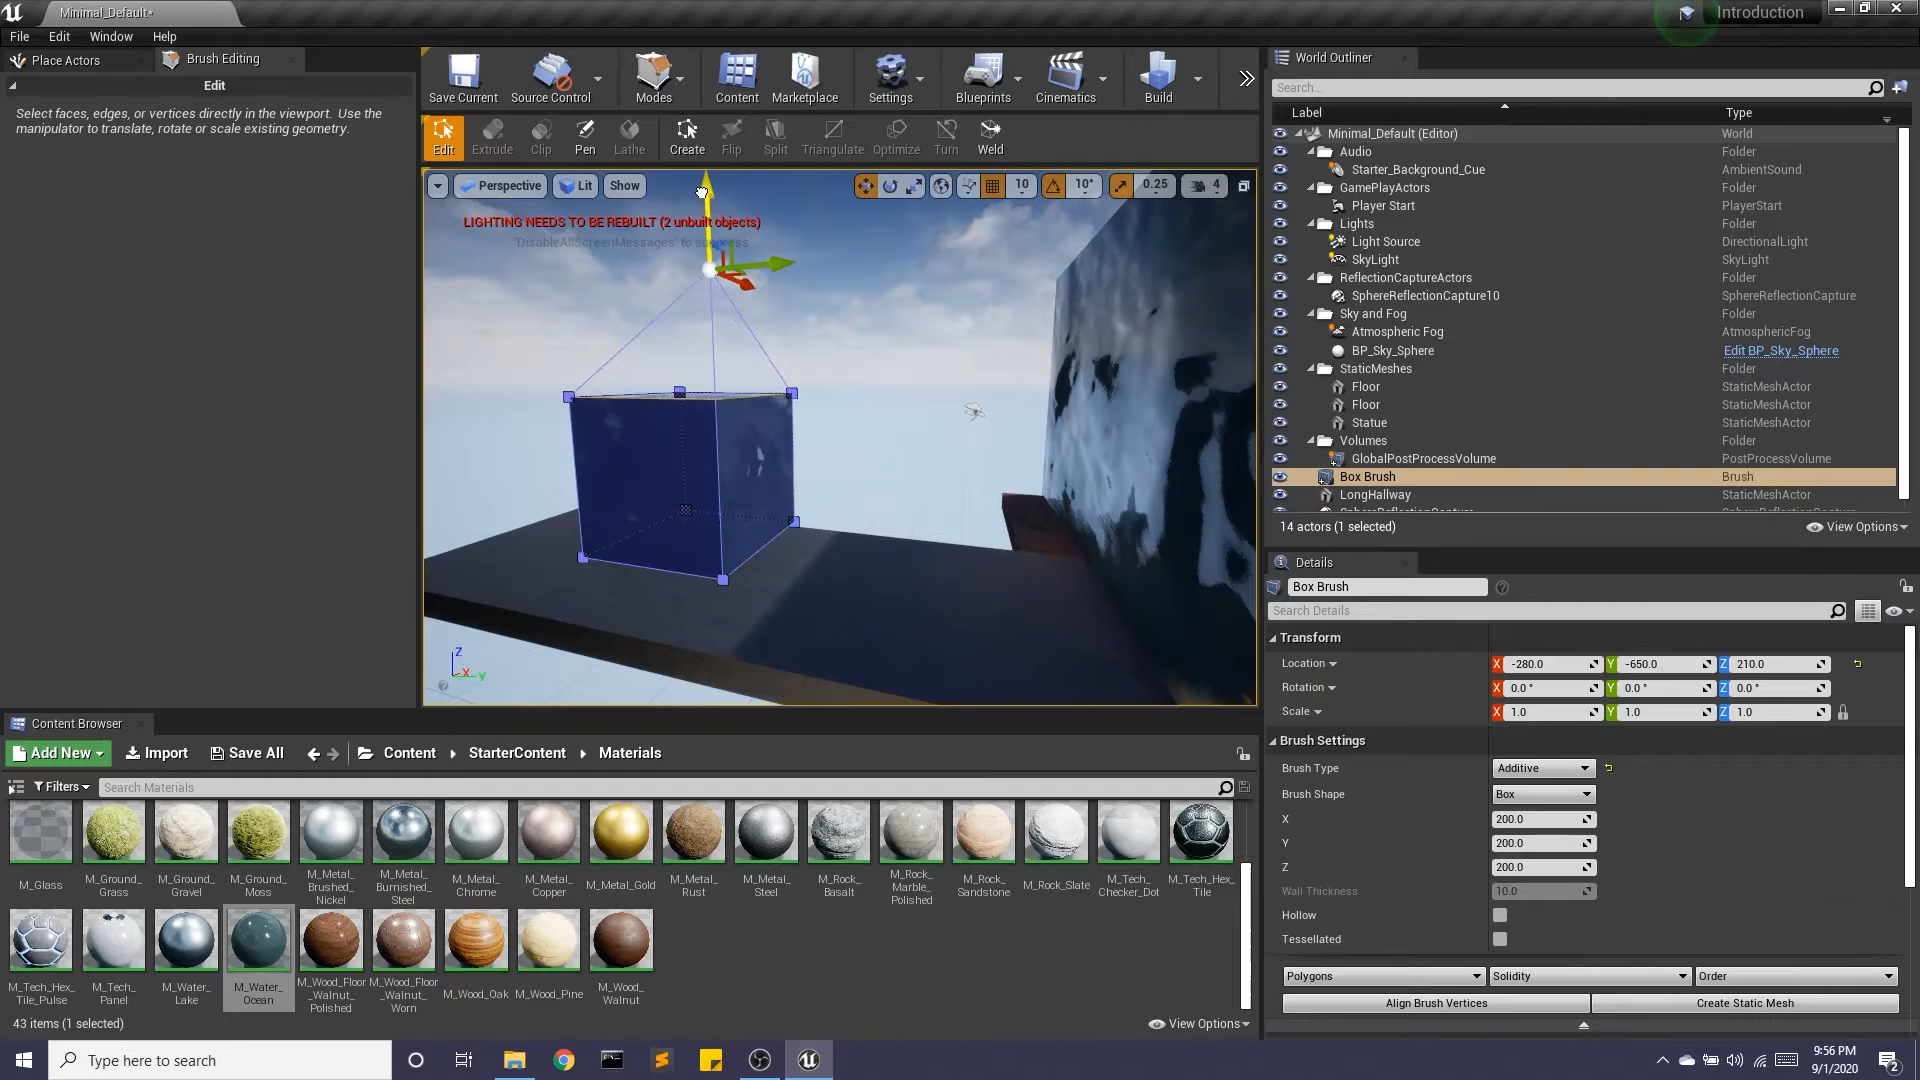 Minimal_Default*
Introduction
File Edit Window Help
Place Actors
Brush Editing
World Outliner
Edit
Select faces, edges, or vertices directly in the viewport. Use the
manipulator to translate, rotate or scale existing geometry.
Save Current Source Control Modes Content Marketplace Settings Blueprints Cinematics Build
Edit Extrude Clip Pen Lathe Create Flip Split Triangulate Optimize Turn Weld
Perspective Lit Show 10 10° 0.25 4
LIGHTING NEEDS TO BE REBUILT (2 unbuilt objects)
'DisableAllScreenMessages' to suppress
Z
X
Y
Search...
Label Type
Minimal_Default (Editor) World
Audio Folder
Starter_Background_Cue AmbientSound
GamePlayActors Folder
Player Start PlayerStart
Lights Folder
Light Source DirectionalLight
SkyLight SkyLight
ReflectionCaptureActors Folder
SphereReflectionCapture10 SphereReflectionCapture
Sky and Fog Folder
Atmospheric Fog AtmosphericFog
BP_Sky_Sphere Edit BP_Sky_Sphere
StaticMeshes Folder
Floor StaticMeshActor
Floor StaticMeshActor
Statue StaticMeshActor
Volumes Folder
GlobalPostProcessVolume PostProcessVolume
Box Brush Brush
LongHallway StaticMeshActor
14 actors (1 selected) View Options
Details
Box Brush
Search Details
Transform
Location X -280.0 Y -650.0 Z 210.0
Rotation X 0.0 ° Y 0.0 ° Z 0.0 °
Scale X 1.0 Y 1.0 Z 1.0
Brush Settings
Brush Type Additive
Brush Shape Box
X 200.0
Y 200.0
Z 200.0
Wall Thickness 10.0
Hollow
Tessellated
Polygons Solidity Order
Align Brush Vertices Create Static Mesh
Content Browser
Add New Import Save All Content StarterContent Materials
Filters Search Materials
M_Glass
M_Ground_
Grass
M_Ground_
Gravel
M_Ground_
Moss
M_Metal_
Brushed_
Nickel
M_Metal_
Burnished_
Steel
M_Metal_
Chrome
M_Metal_
Copper
M_Metal_Gold
M_Metal_
Rust
M_Metal_
Steel
M_Rock_
Basalt
M_Rock_
Marble_
Polished
M_Rock_
Sandstone
M_Rock_Slate
M_Tech_
Checker_Dot
M_Tech_Hex_
Tile
M_Tech_Hex_
Tile_Pulse
M_Tech_
Panel
M_Water_
Lake
M_Water_
Ocean
M_Wood_Floor
_Walnut_
Polished
M_Wood_Floor
_Walnut_
Worn
M_Wood_Oak
M_Wood_Pine
M_Wood_
Walnut
43 items (1 selected) View Options
Type here to search
9:56 PM
9/1/2020
2